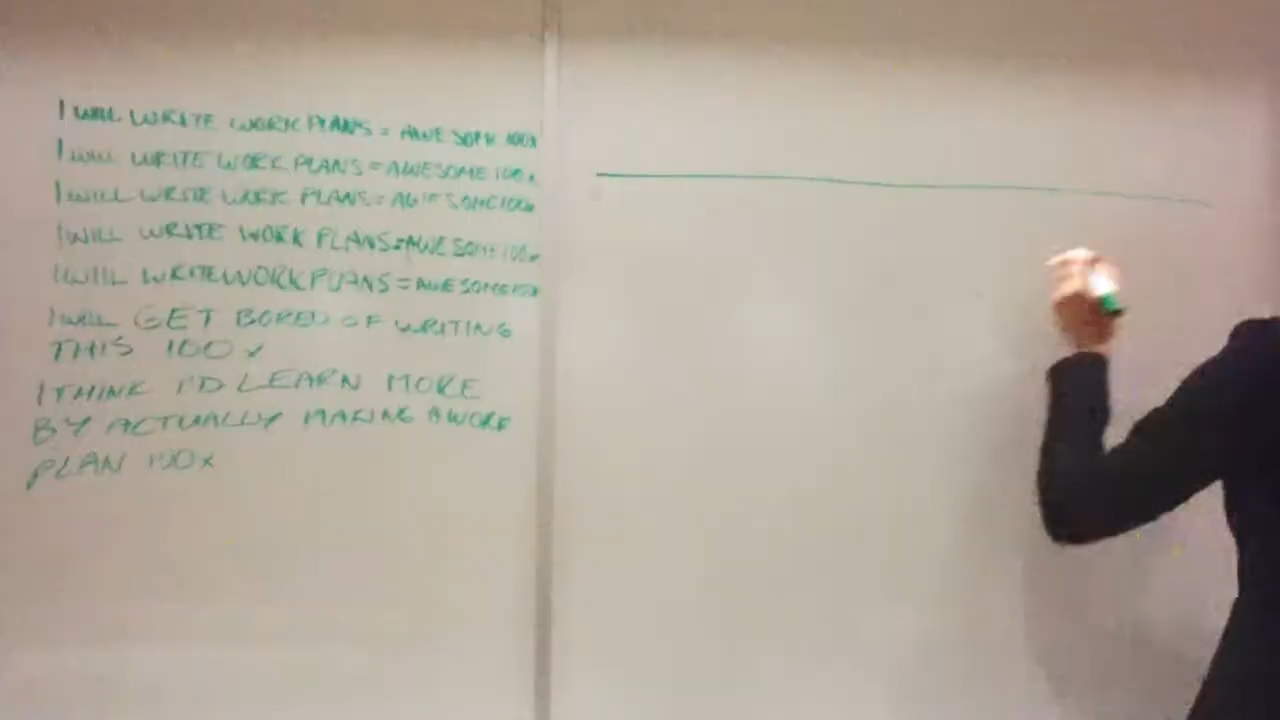 I WILL WRITE WORK PLANS = AWESOME 100x
I WILL WRITE WORK PLANS = AWESOME 100x
I WILL WRITE WORK PLANS = AWESOME 100x
I WILL WRITE WORK PLANS = AWESOME 100x
I WILL WRITE WORK PLANS = AWESOME 100x
I WILL GET BORED OF WRITING
THIS 100x
I THINK I'D LEARN MORE
BY ACTUALLY MAKING A WORK
PLAN 100x